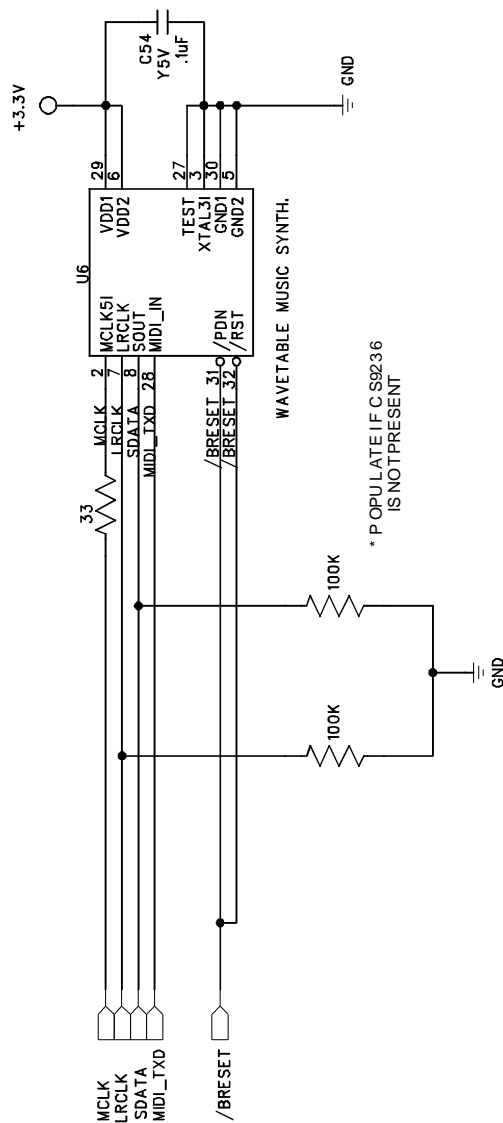 +3.3V
C54
Y5V
.1uF
GND
29
6
27
3
30
5
VDD1
VDD2
TEST
XTAL3I
GND1
GND2
U6
MCLK5I
LRCLK
SOUT
MIDI_IN
/PDN
/RST
WAVETABLE MUSIC SYNTH.
MCLK 2
LRCLK 7
SDATA 8
MIDI_TXD 28
/BRESET 31
/BRESET 32
33
* POPULATE IF CS9236
IS NOT PRESENT
100K
100K
GND
MCLK
LRCLK
SDATA
MIDI_TXD
/BRESET